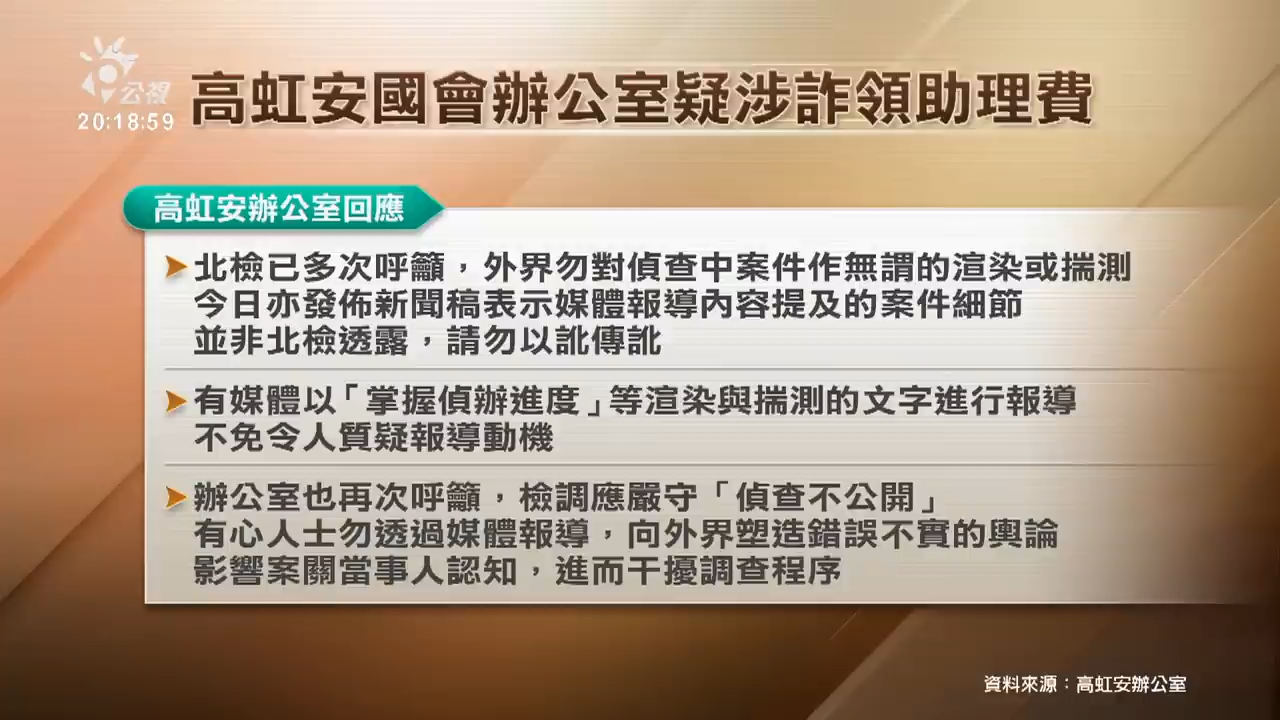 公視
20:18:59
高虹安國會辦公室疑涉詐領助理費
高虹安辦公室回應
北檢已多次呼籲，外界勿對偵查中案件作無謂的渲染或揣測
今日亦發佈新聞稿表示媒體報導內容提及的案件細節
並非北檢透露，請勿以訛傳訛
有媒體以「掌握偵辦進度」等渲染與揣測的文字進行報導
不免令人質疑報導動機
辦公室也再次呼籲，檢調應嚴守「偵查不公開」
有心人士勿透過媒體報導，向外界塑造錯誤不實的輿論
影響案關當事人認知，進而干擾調查程序
資料來源：高虹安辦公室